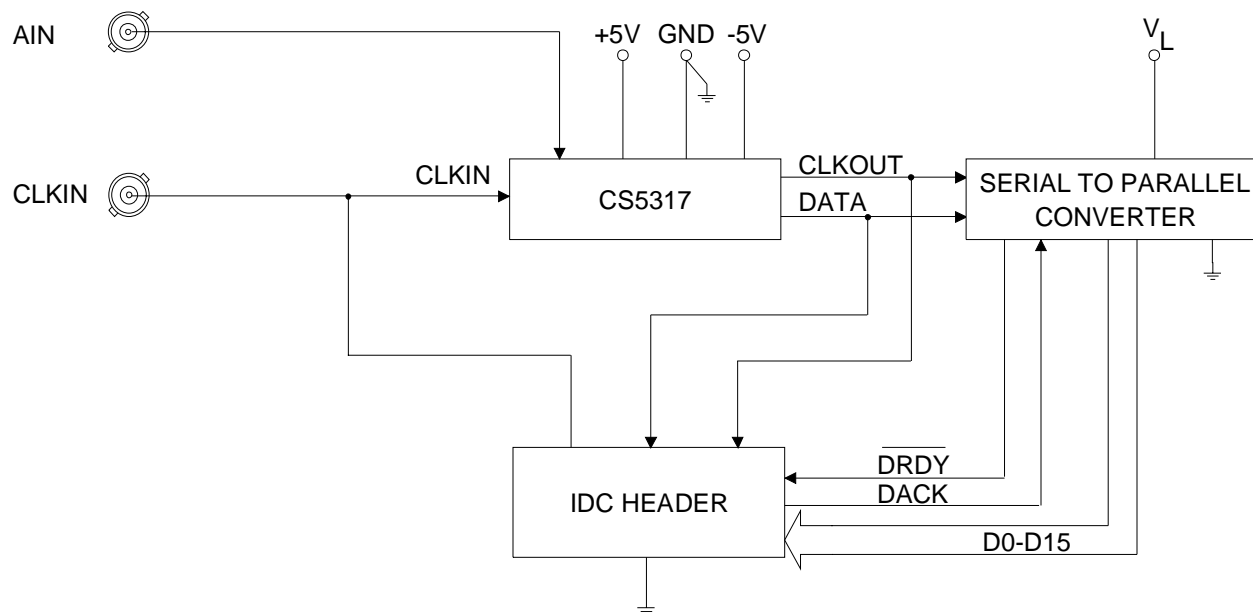 AIN
+5V
GND
-5V
VL
CLKIN
CLKIN
CS5317
CLKOUT
DATA
SERIAL TO PARALLEL
CONVERTER
IDC HEADER
DRDY
DACK
D0-D15